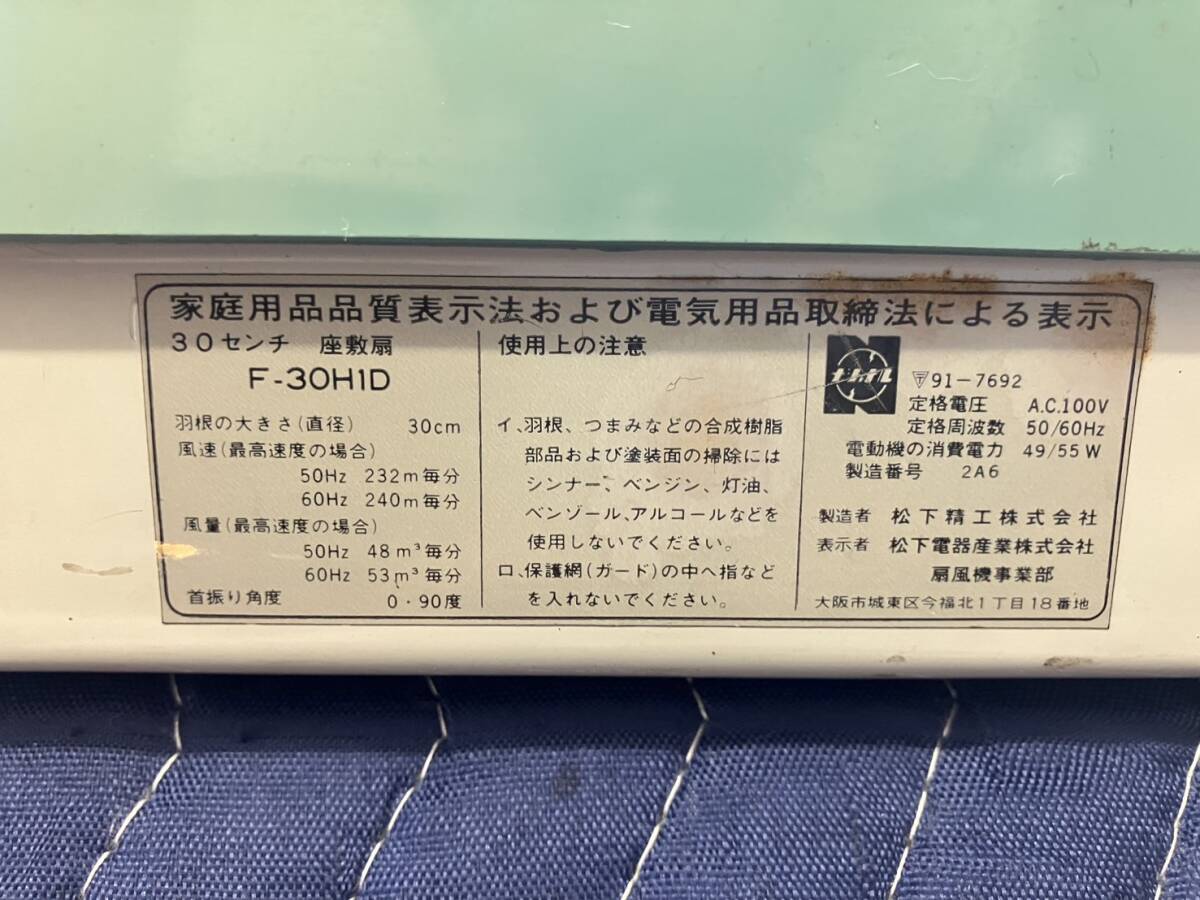 家庭用品品質表示法および電気用品取締法による表示
30センチ 座敷扇
F-30H1D
羽根の大きさ(直径) 30cm
風速(最高速度の場合)
50Hz 232m毎分
60Hz 240m毎分
風量(最高速度の場合)
50Hz 48m³毎分
60Hz 53m³毎分
首振り角度 0・90度
使用上の注意
イ、羽根、つまみなどの合成樹脂
部品および塗装面の掃除には
シンナー、ベンジン、灯油、
ベンゾール、アルコールなどを
使用しないでください。
ロ、保護網(ガード)の中へ指など
を入れないでください。
ナショナル
〒91-7692
定格電圧 A.C.100V
定格周波数 50/60Hz
電動機の消費電力 49/55W
製造番号 2A6
製造者 松下精工株式会社
表示者 松下電器産業株式会社
扇風機事業部
大阪市城東区今福北1丁目18番地